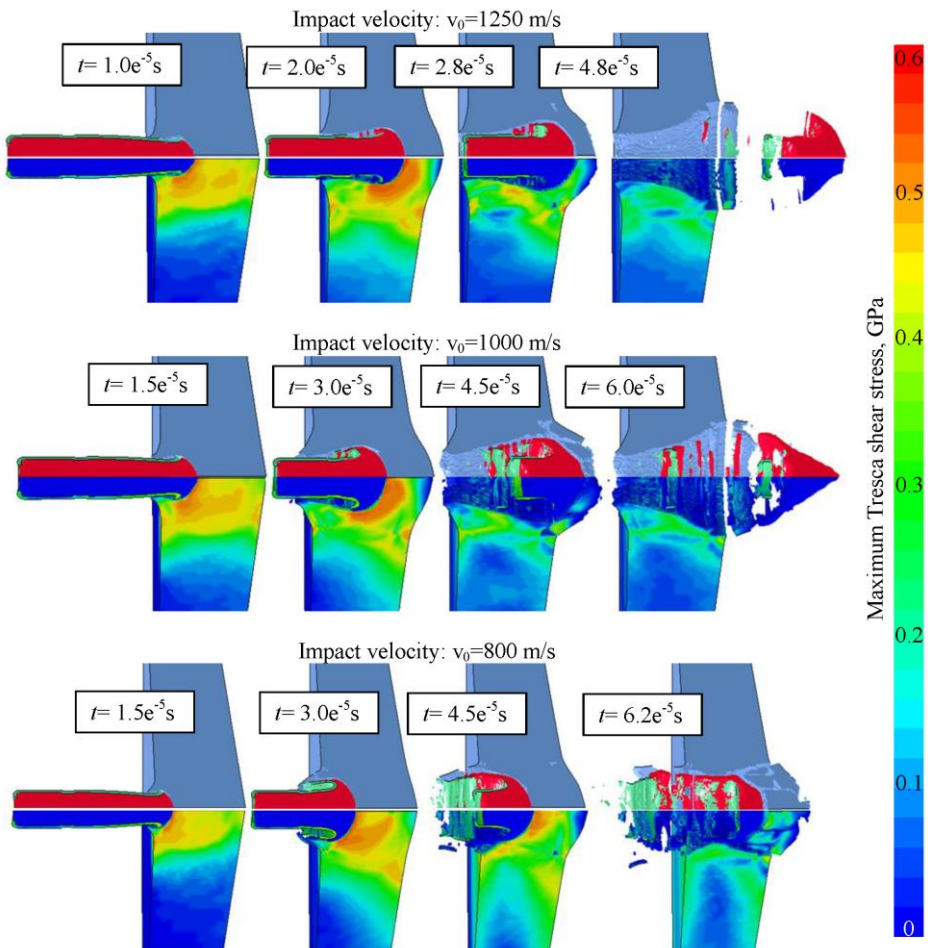 Impact velocity: v₀=1250 m/s
t= 1.0e⁻⁵s
t= 2.0e⁻⁵s
t= 2.8e⁻⁵s
t= 4.8e⁻⁵s
Impact velocity: v₀=1000 m/s
t= 1.5e⁻⁵s
t= 3.0e⁻⁵s
t= 4.5e⁻⁵s
t= 6.0e⁻⁵s
Impact velocity: v₀=800 m/s
t= 1.5e⁻⁵s
t= 3.0e⁻⁵s
t= 4.5e⁻⁵s
t= 6.2e⁻⁵s
Maximum Tresca shear stress, GPa
0.6
0.5
0.4
0.3
0.2
0.1
0